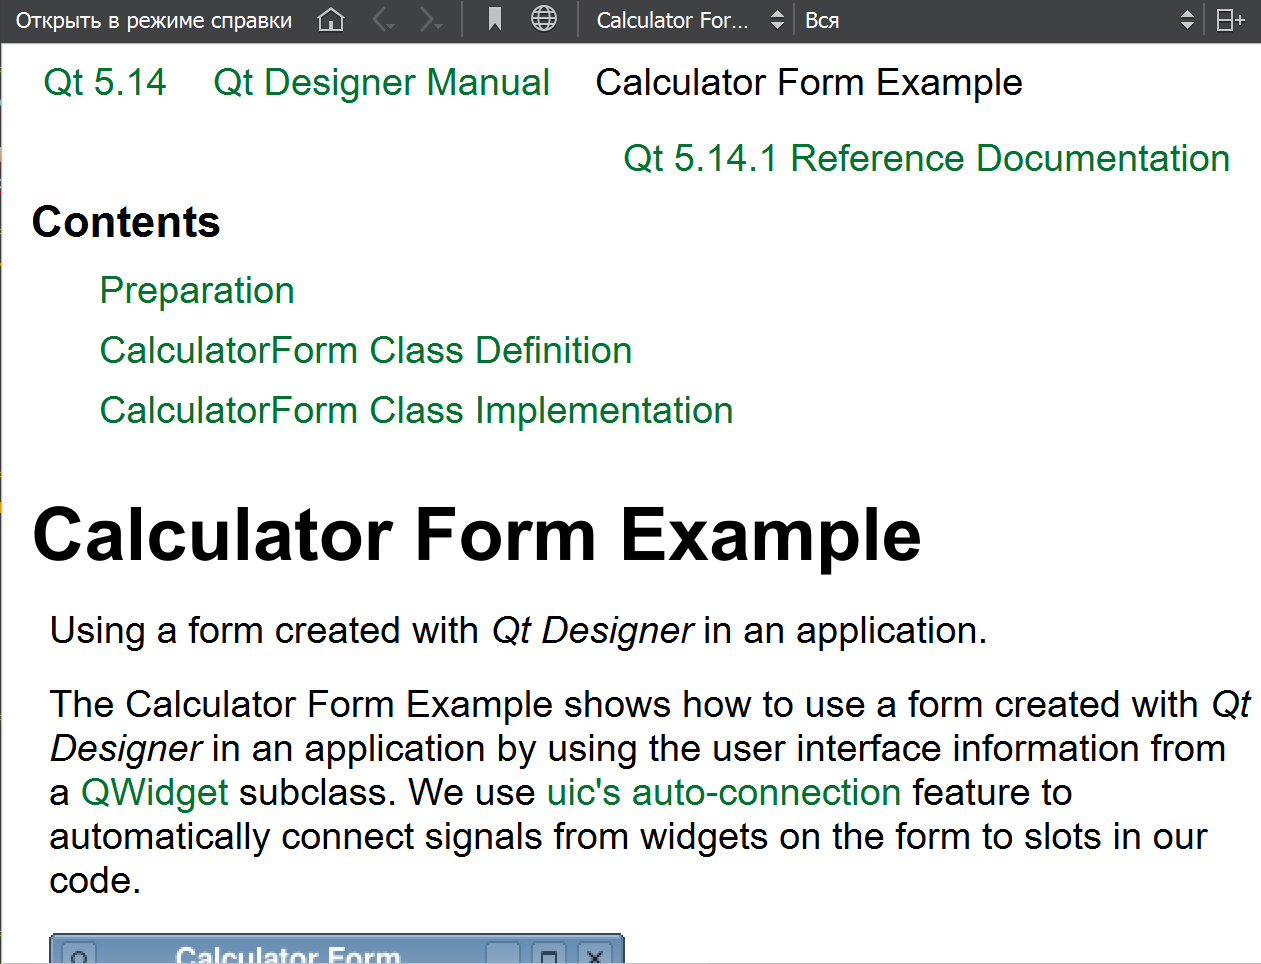 Открыть в режиме справки Calculator For... Вся
Qt 5.14 Qt Designer Manual Calculator Form Example
Qt 5.14.1 Reference Documentation
Contents
Preparation
CalculatorForm Class Definition
CalculatorForm Class Implementation
Calculator Form Example
Using a form created with Qt Designer in an application.
The Calculator Form Example shows how to use a form created with Qt
Designer in an application by using the user interface information from
a QWidget subclass. We use uic's auto-connection feature to
automatically connect signals from widgets on the form to slots in our
code.
Calculator Form